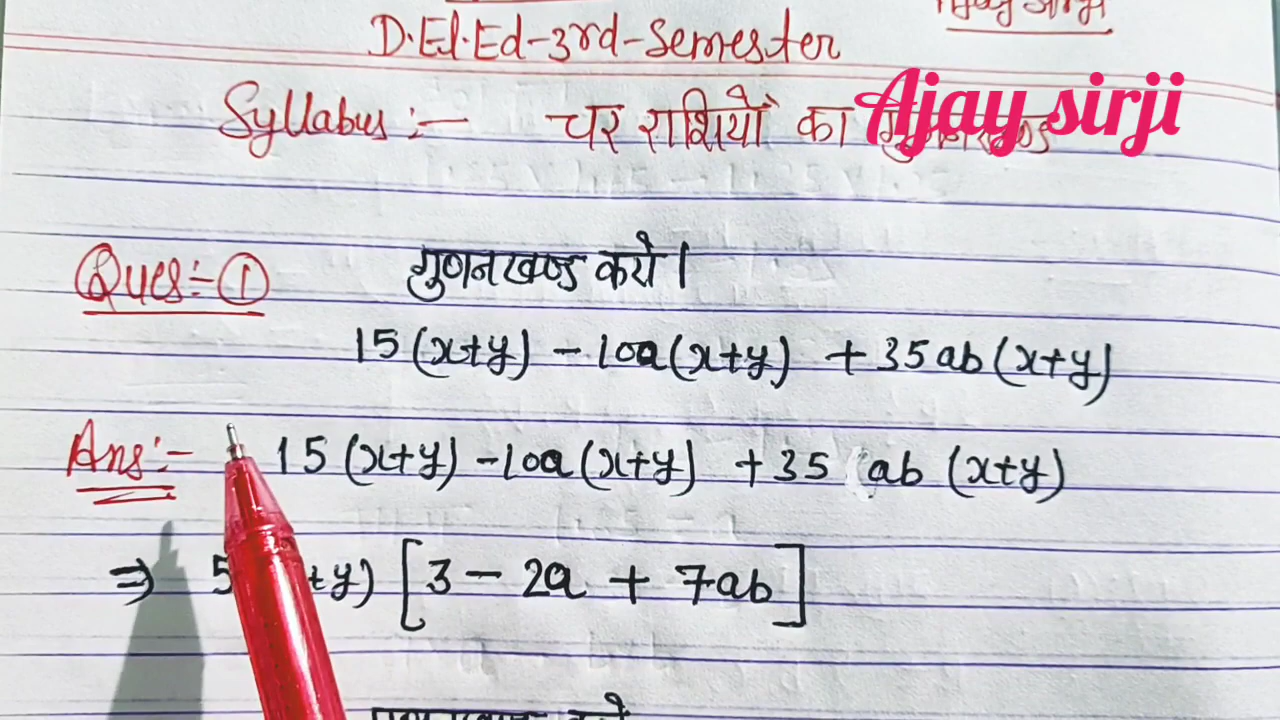 D.El.Ed-3rd-Semester
Syllabus:- चर राशियों का
Ajay sirji
Ques:-① गुणनखण्ड करो।
15(x+y) -10a(x+y) +35ab(x+y)
Ans:- 15(x+y) -10a(x+y) +35 ab (x+y)
⇒ 5 +y) [3 - 2a + 7ab]